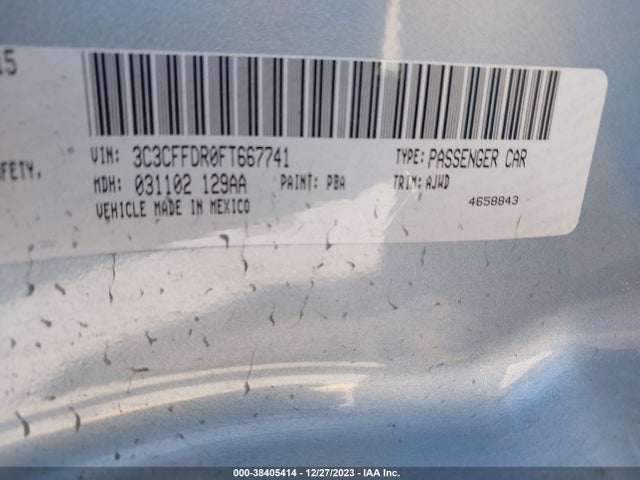 15
VIN: 3C3CFFDR0FT667741 TYPE: PASSENGER CAR
FETY,
MDH: 031102 129AA PAINT: PBA TRIM: AJWD
VEHICLE MADE IN MEXICO 4658843
000-38405414 - 12/27/2023 - IAA Inc.